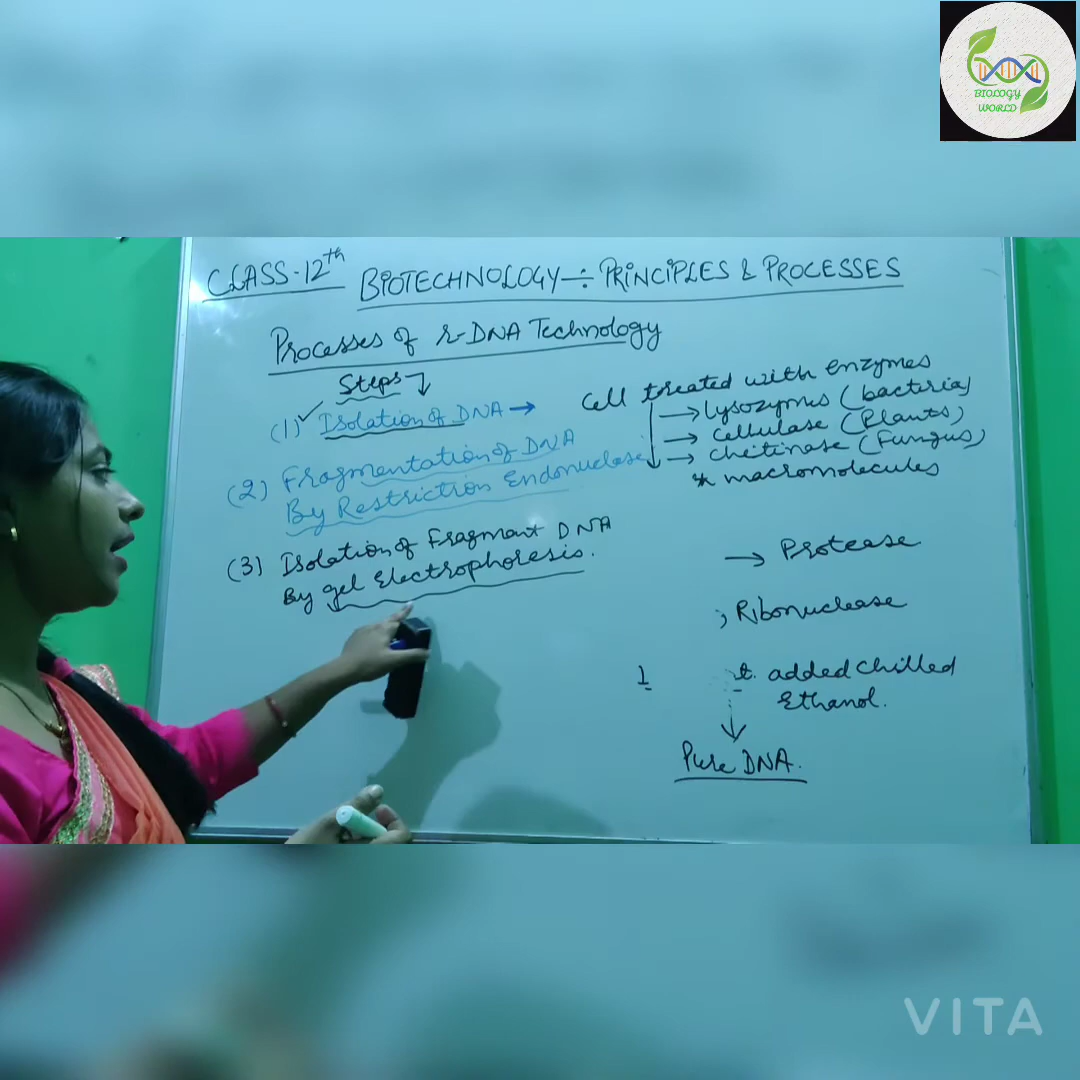 BIOLOGY
WORLD
CLASS-12th BIOTECHNOLOGY-: PRINCIPLES & PROCESSES
Processes of r-DNA Technology
Steps
(1) ✓ Isolation of DNA →
Cell treated with enzymes
→ Lysozymes (bacteria)
→ Cellulase (Plants)
→ Chitinase (Fungus)
* macromolecules
(2) Fragmentation of DNA
By Restriction Endonuclease
(3) Isolation of Fragmant DNA
By gel Electrophoresis.
→ Protease
; Ribonuclease
t. added Chilled
Ethanol.
Pure DNA.
VITA